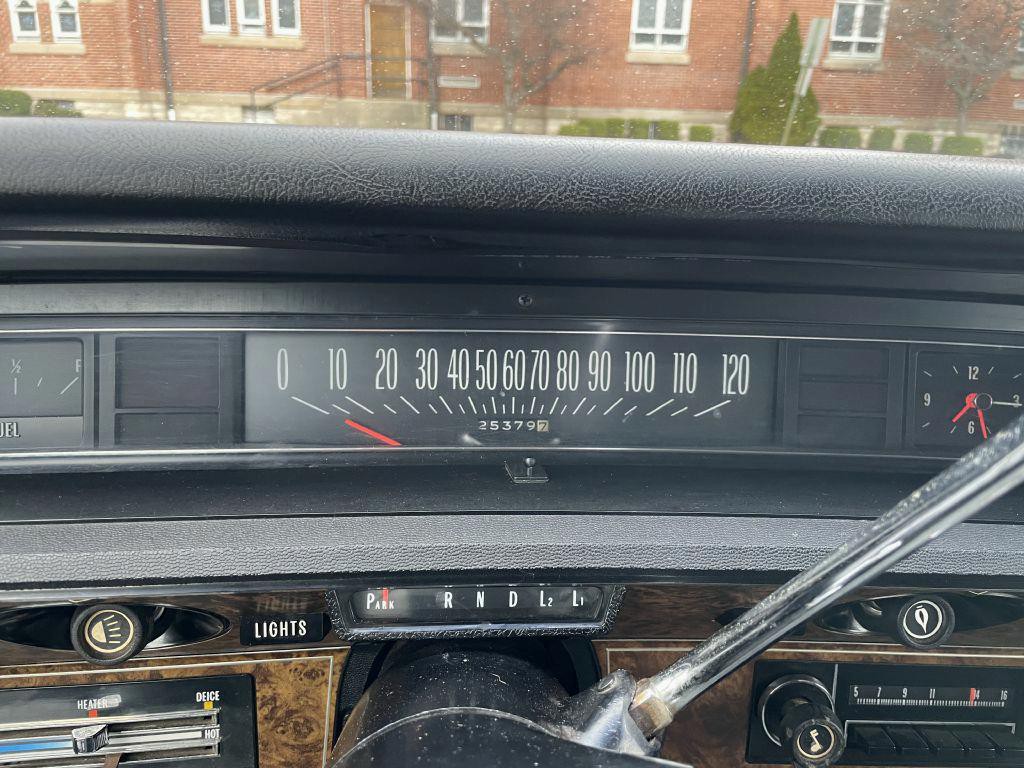 ½ F
0 10 20 30 40 50 60 70 80 90 100 110 120
12
9 3
6
253797
PARK R N D L2 L1
LIGHTS
HEATER DEICE
HOT
5 7 9 11 14 16